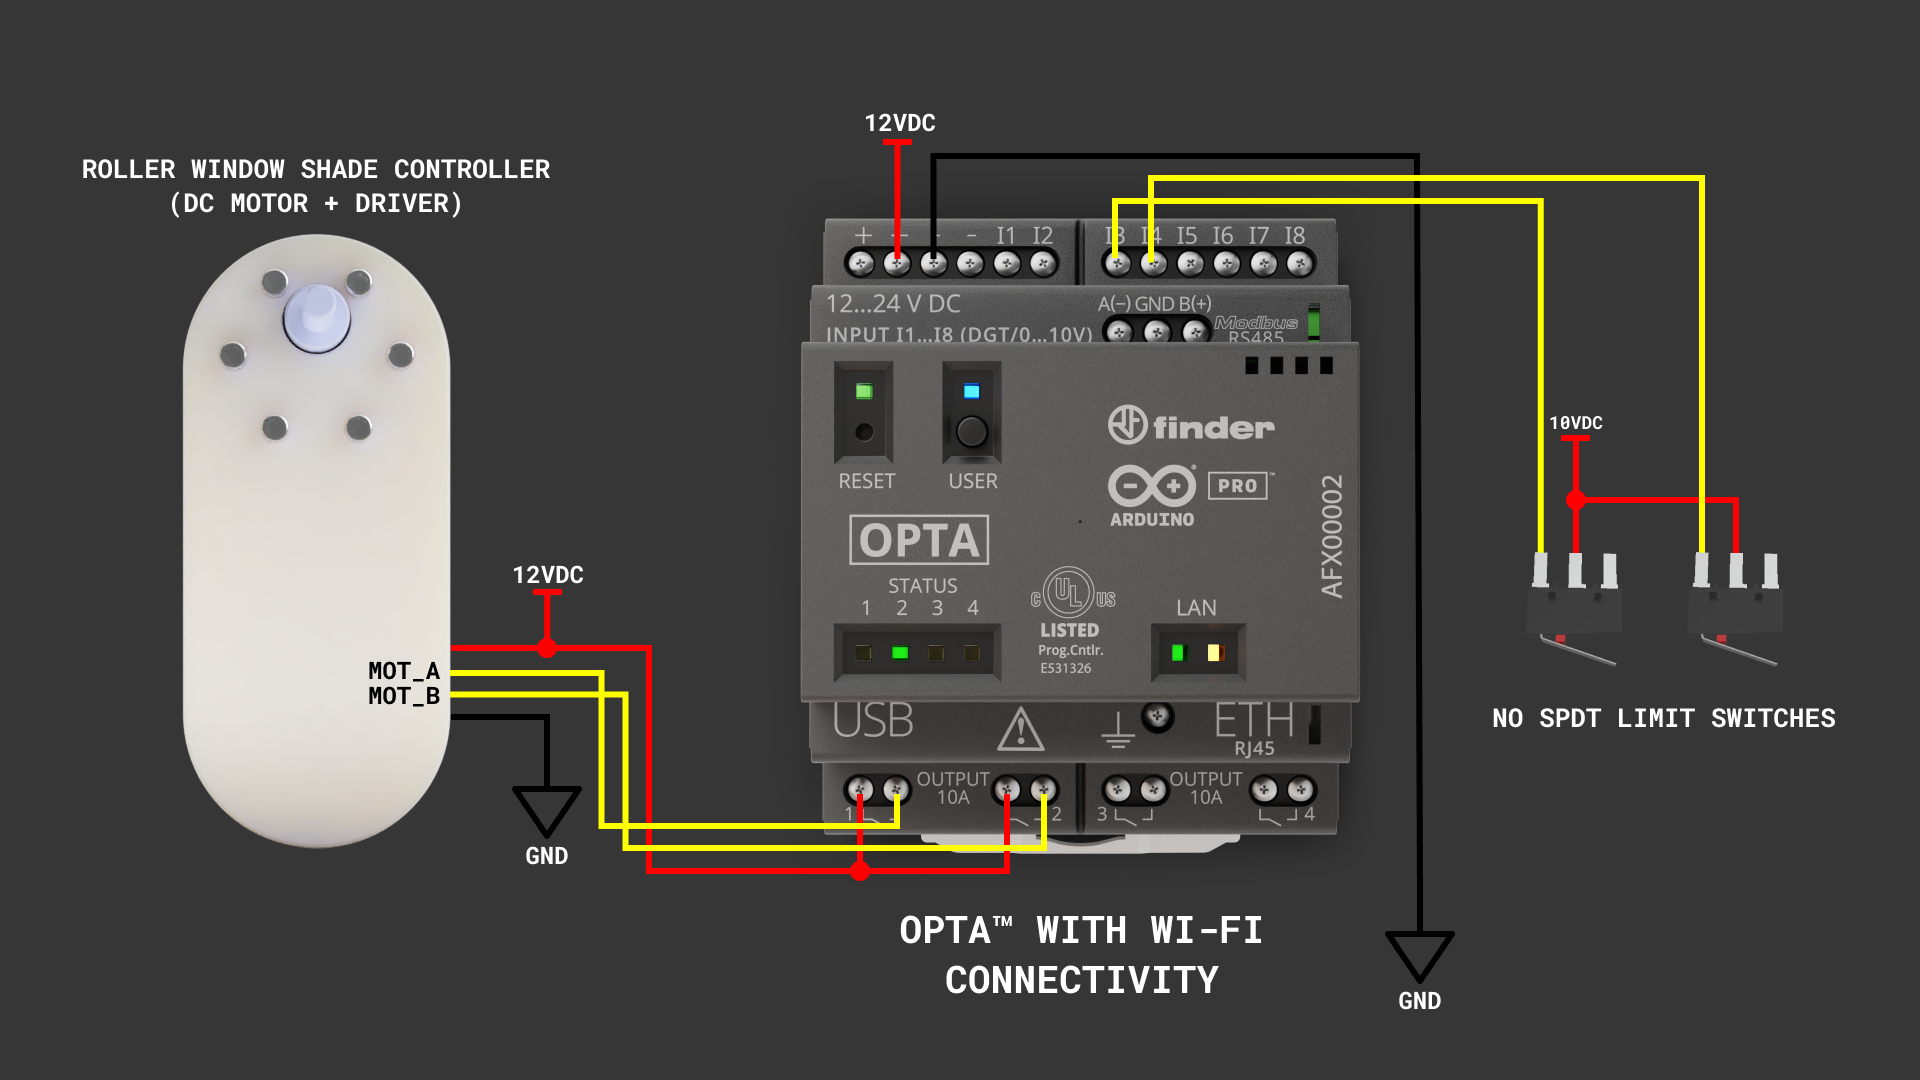 12VDC
ROLLER WINDOW SHADE CONTROLLER
(DC MOTOR + DRIVER)
+ - - I1 I2 I3 I4 I5 I6 I7 I8
12...24 V DC
A(−) GND B(+)
Modbus
RS485
INPUT I1...I8 (DGT/0...10V)
finder
RESET
USER
ARDUINO
PRO™
AFX00002
OPTA
STATUS
1 2 3 4
C UL US
LISTED
Prog.Cntlr.
E531326
LAN
10VDC
12VDC
MOT_A
MOT_B
GND
NO SPDT LIMIT SWITCHES
USB
ETH
RJ45
OUTPUT
10A
1
2
OUTPUT
10A
3
4
OPTA™ WITH WI-FI
CONNECTIVITY
GND